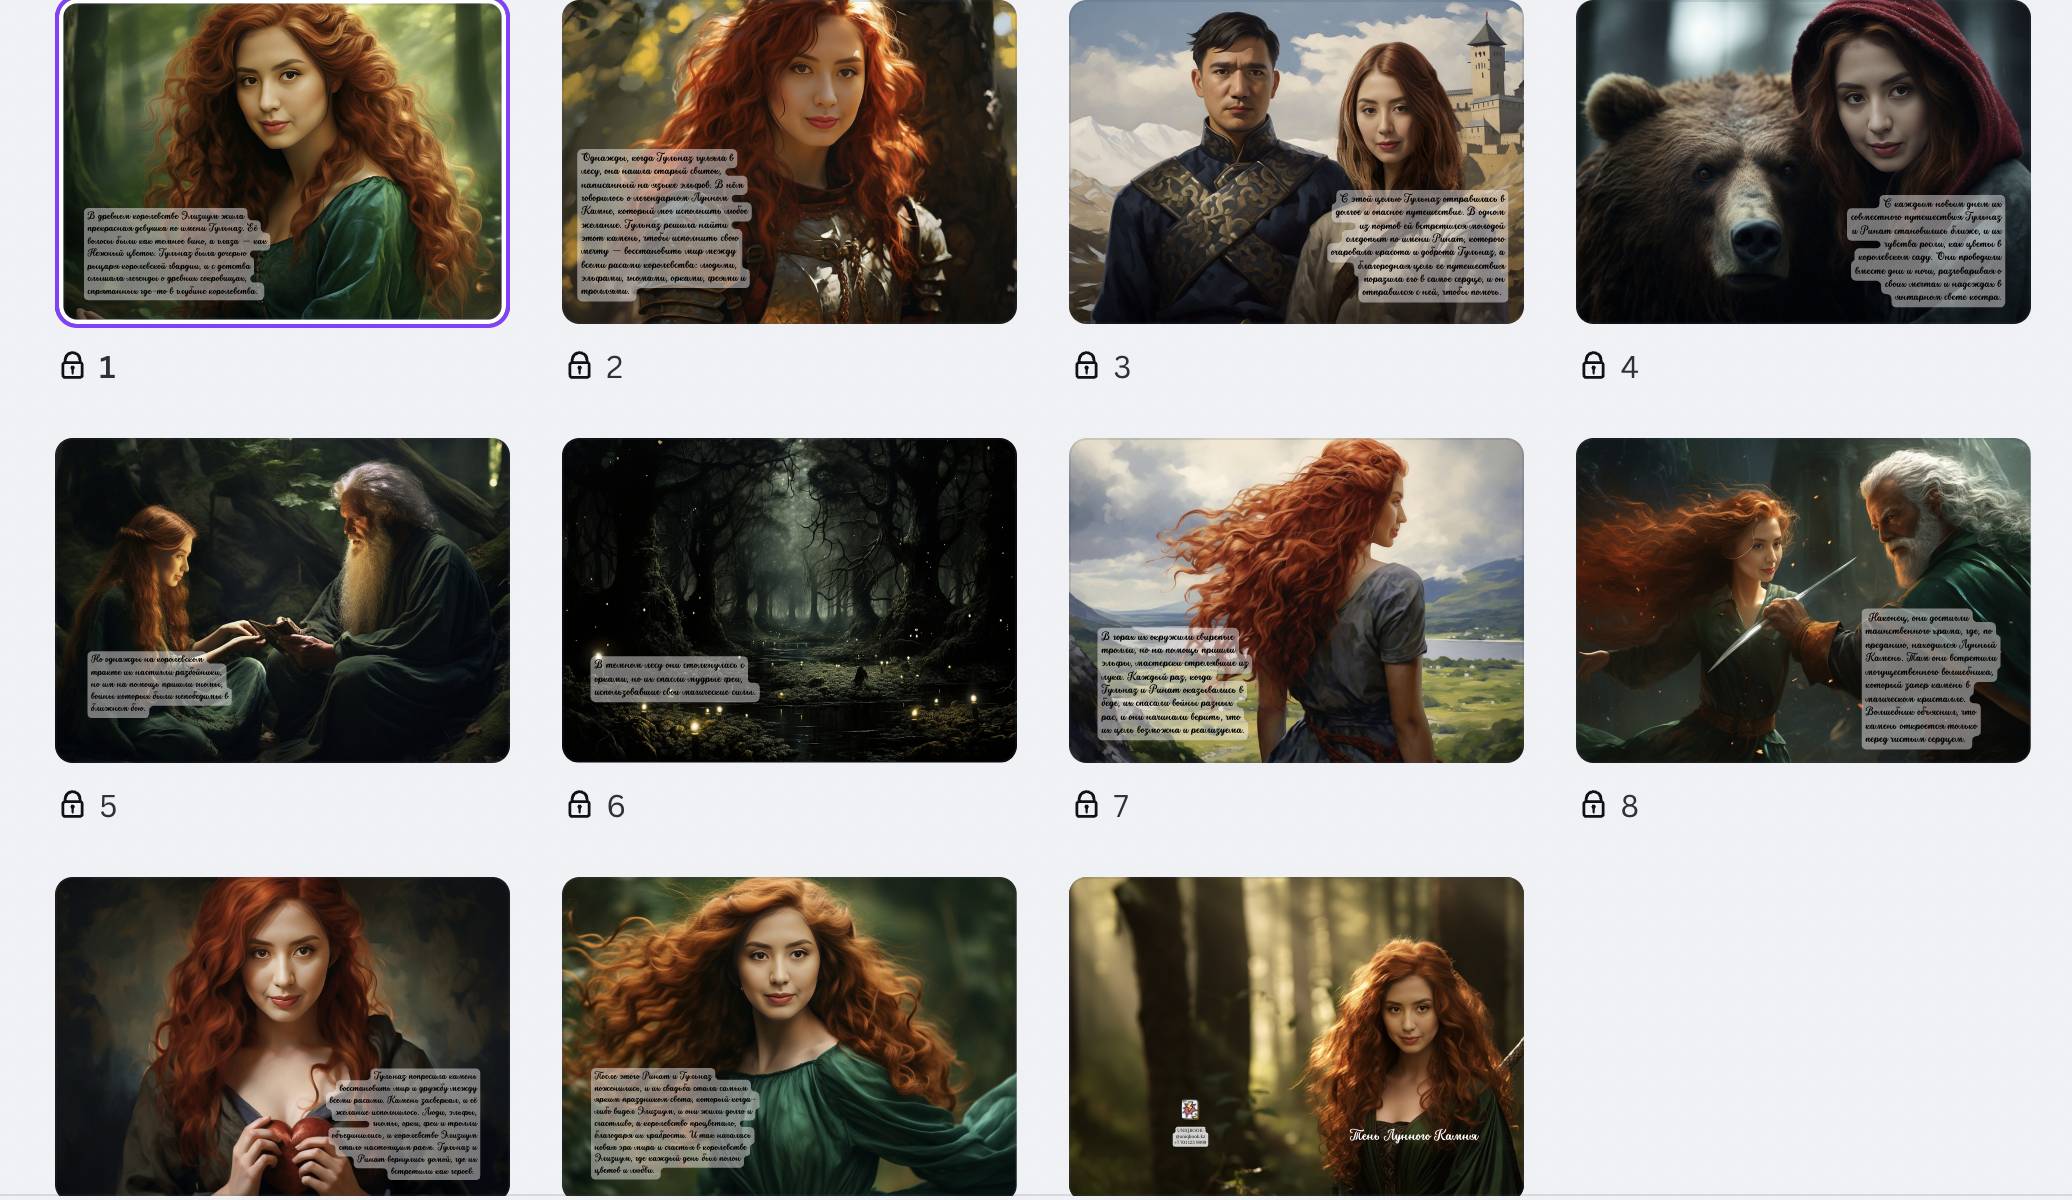 В древнем королевстве Элизиум жила
прекрасная девушка по имени Гульназ. Её
волосы были как темное вино, а глаза — как
Нежный цветок. Гульназ была дочерью
рыцаря королевской гвардии, и с детства
слышала легенды о древних сокровищах,
спрятанных где-то в глубине королевства.
1
Однажды, когда Гульназ гуляла в
лесу, она нашла старый свиток,
написанный на языке эльфов. В нём
говорилось о легендарном Лунном
Камне, который мог исполнить любое
желание. Гульназ решила найти
этот камень, чтобы исполнить свою
мечту — восстановить мир между
всеми расами королевства: людьми,
эльфами, гномами, орками, феями и
троллями.
2
С этой целью Гульназ отправилась в
долгое и опасное путешествие. В одном
из портов ей встретился молодой
следопыт по имени Ринат, которого
очаровала красота и доброта Гульназ, а
благородная цель ее путешествия
поразила его в самое сердце, и он
отправился с ней, чтобы помочь.
3
С каждым новым днем их
совместного путешествия Гульназ
и Ринат становились ближе, и их
чувства росли, как цветы в
королевском саду. Они проводили
вместе дни и ночи, разговаривая о
своих мечтах и надеждах в
янтарном свете костра.
4
Но однажды на королевском
тракте их настигли разбойники,
но им на помощь пришли гномы,
воины которых были непобедимы в
ближнем бою.
5
В темном лесу они столкнулись с
орками, но их спасли мудрые феи,
использовавшие свои магические силы.
6
В горах их окружили свирепые
тролли, но на помощь пришли
эльфы, мастерски стрелявшие из
лука. Каждый раз, когда
Гульназ и Ринат оказывались в
беде, их спасали войны разных
рас, и они начинали верить, что
их цель возможна и реализуема.
7
Наконец, они достигли
таинственного храма, где, по
преданию, находился Лунный
Камень. Там они встретили
могущественного волшебника,
который запер камень в
магическом кристалле.
Волшебник объяснил, что
камень откроется только
перед чистым сердцем.
8
Гульназ попросила камень
восстановить мир и дружбу между
всеми расами. Камень засверкал, и её
желание исполнилось. Люди, эльфы,
гномы, орки, феи и тролли
объединились, и королевство Элизиум
стало настоящим раем. Гульназ и
Ринат вернулись домой, где их
встретили как героев.
После этого Ринат и Гульназ
поженились, и их свадьба стала самым
ярким праздником света, который когда-
либо видел Элизиум, и они жили долго и
счастливо, и королевство процветало,
благодаря их храбрости. И так началась
новая эра мира и счастья в королевстве
Элизиум, где каждый день был полон
цветов и любви.
Тень Лунного Камня